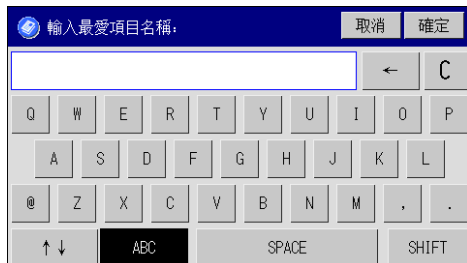 輸入最愛項目名稱: 取消 確定
← C
Q W E R T Y U I O P
A S D F G H J K L
@ Z X C V B N M , .
↑↓ ABC SPACE SHIFT